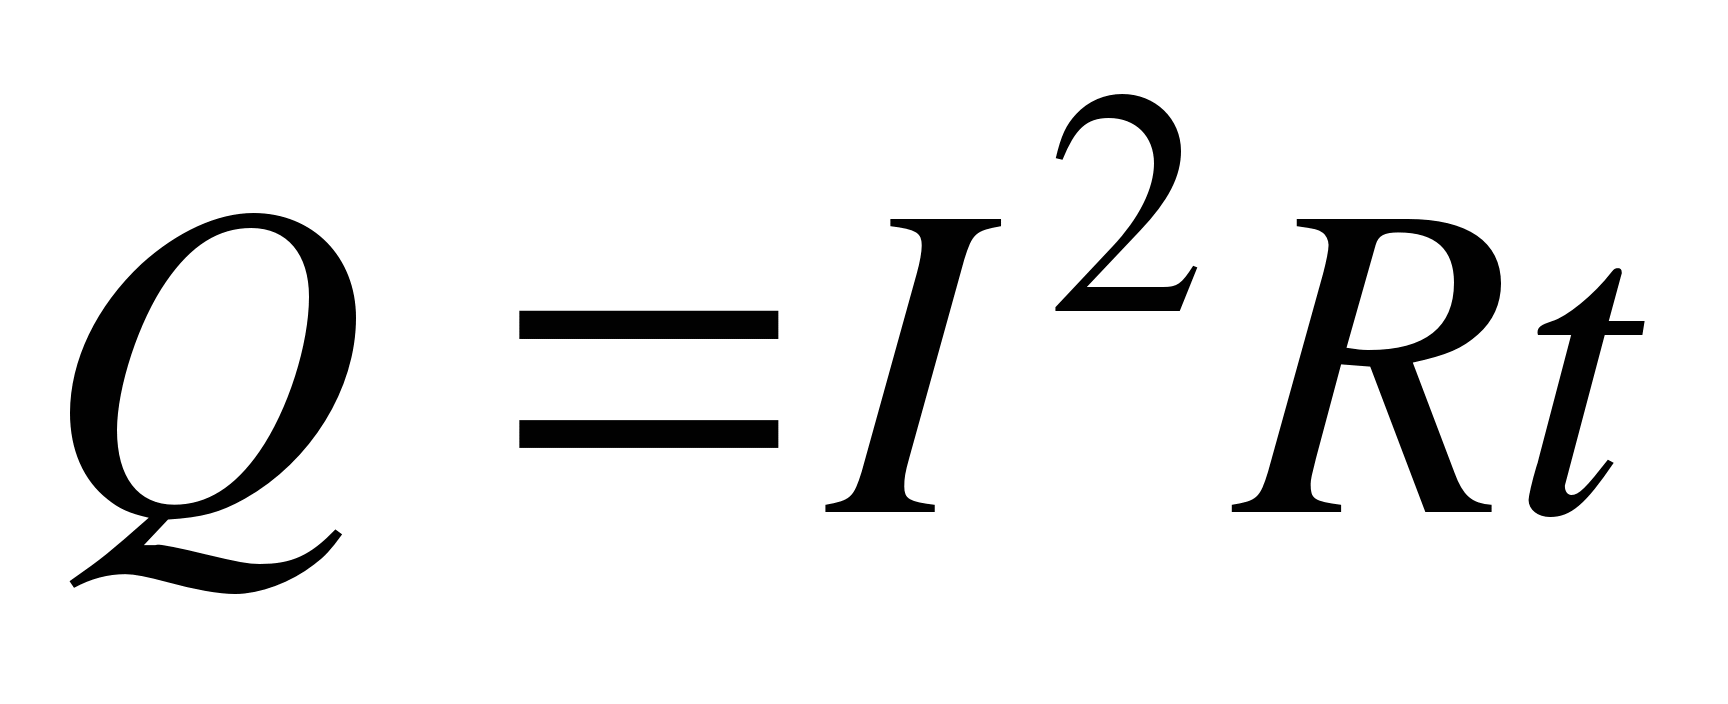 Q = I²Rt